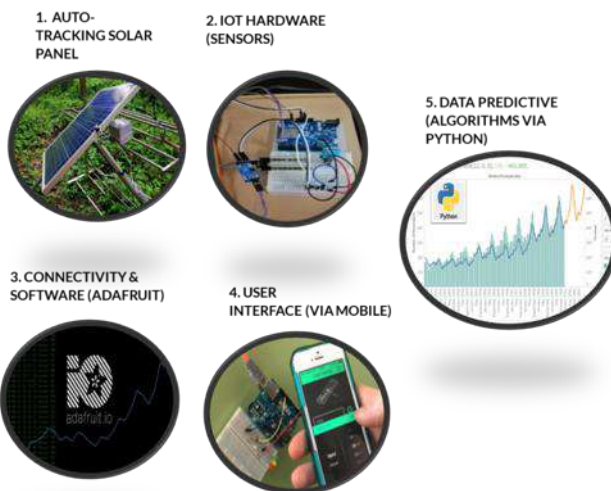 1. AUTO-
TRACKING SOLAR
PANEL
2. IOT HARDWARE
(SENSORS)
3. CONNECTIVITY &
SOFTWARE (ADAFRUIT)
adafruit.io
4. USER
INTERFACE (VIA MOBILE)
5. DATA PREDICTIVE
(ALGORITHMS VIA
PYTHON)
Python